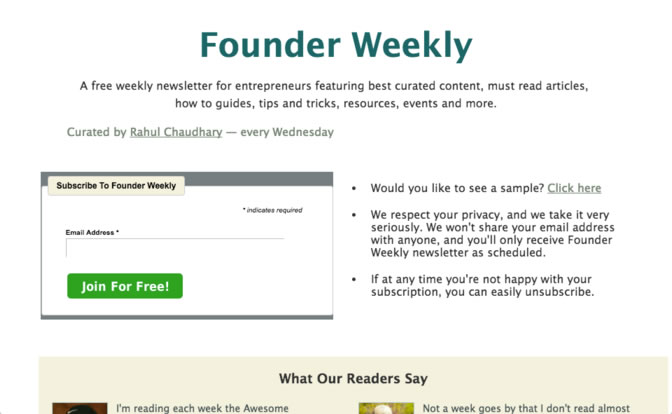 Founder Weekly
A free weekly newsletter for entrepreneurs featuring best curated content, must read articles,
how to guides, tips and tricks, resources, events and more.
Curated by Rahul Chaudhary — every Wednesday
Subscribe To Founder Weekly
* indicates required
Email Address *
Join For Free!
• Would you like to see a sample? Click here
• We respect your privacy, and we take it very
seriously. We won't share your email address
with anyone, and you'll only receive Founder
Weekly newsletter as scheduled.
• If at any time you're not happy with your
subscription, you can easily unsubscribe.
What Our Readers Say
I'm reading each week the Awesome
Not a week goes by that I don't read almost